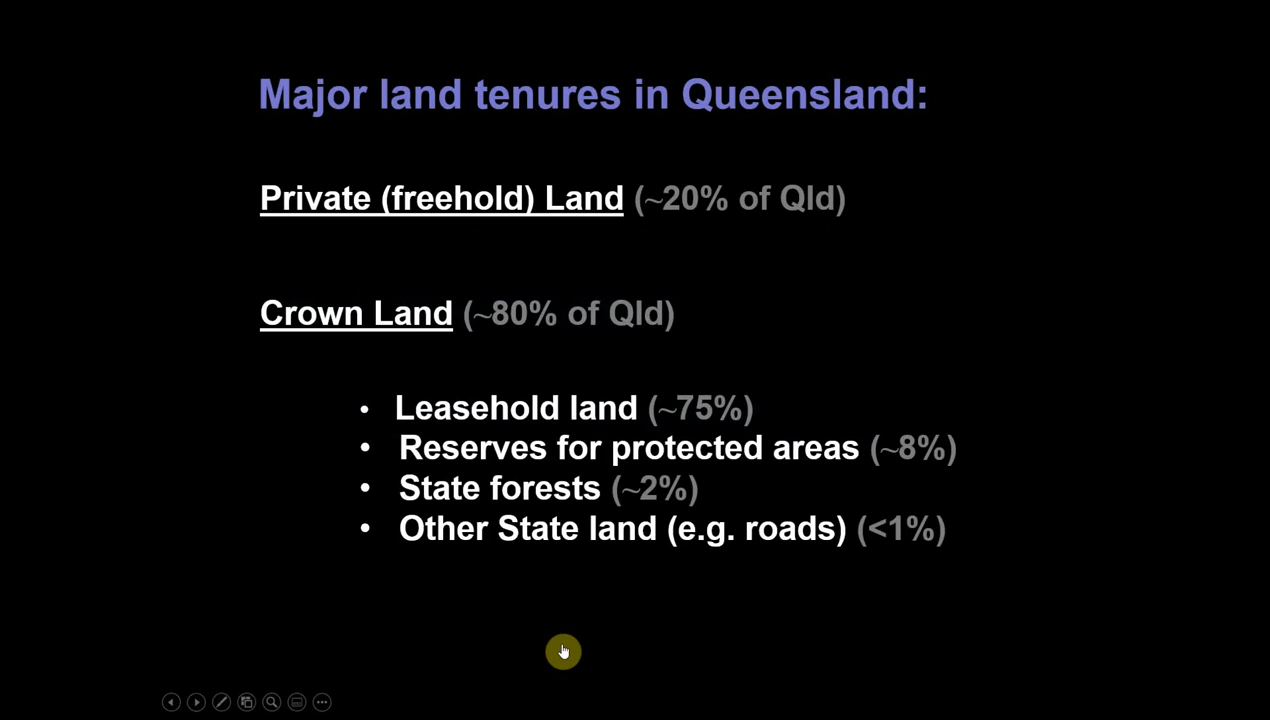 Major land tenures in Queensland:
Private (freehold) Land (~20% of Qld)
Crown Land (~80% of Qld)
• Leasehold land (~75%)
• Reserves for protected areas (~8%)
• State forests (~2%)
• Other State land (e.g. roads) (<1%)